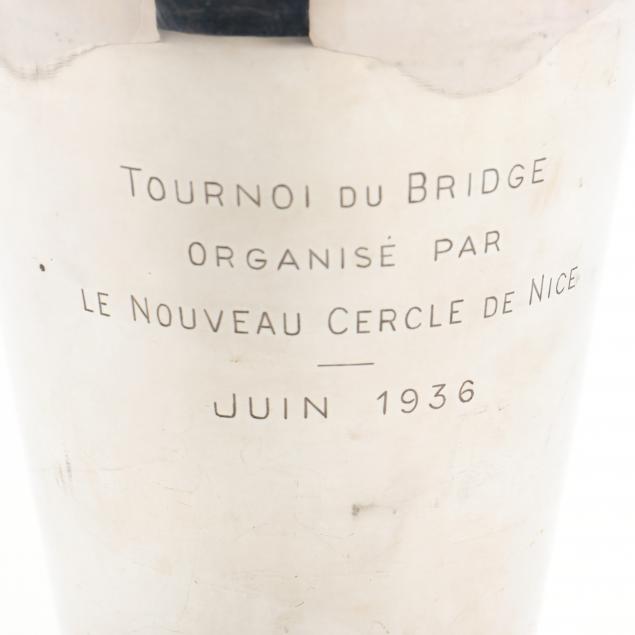 TOURNOI DU BRIDGE
ORGANISÉ PAR
LE NOUVEAU CERCLE DE NICE
JUIN 1936